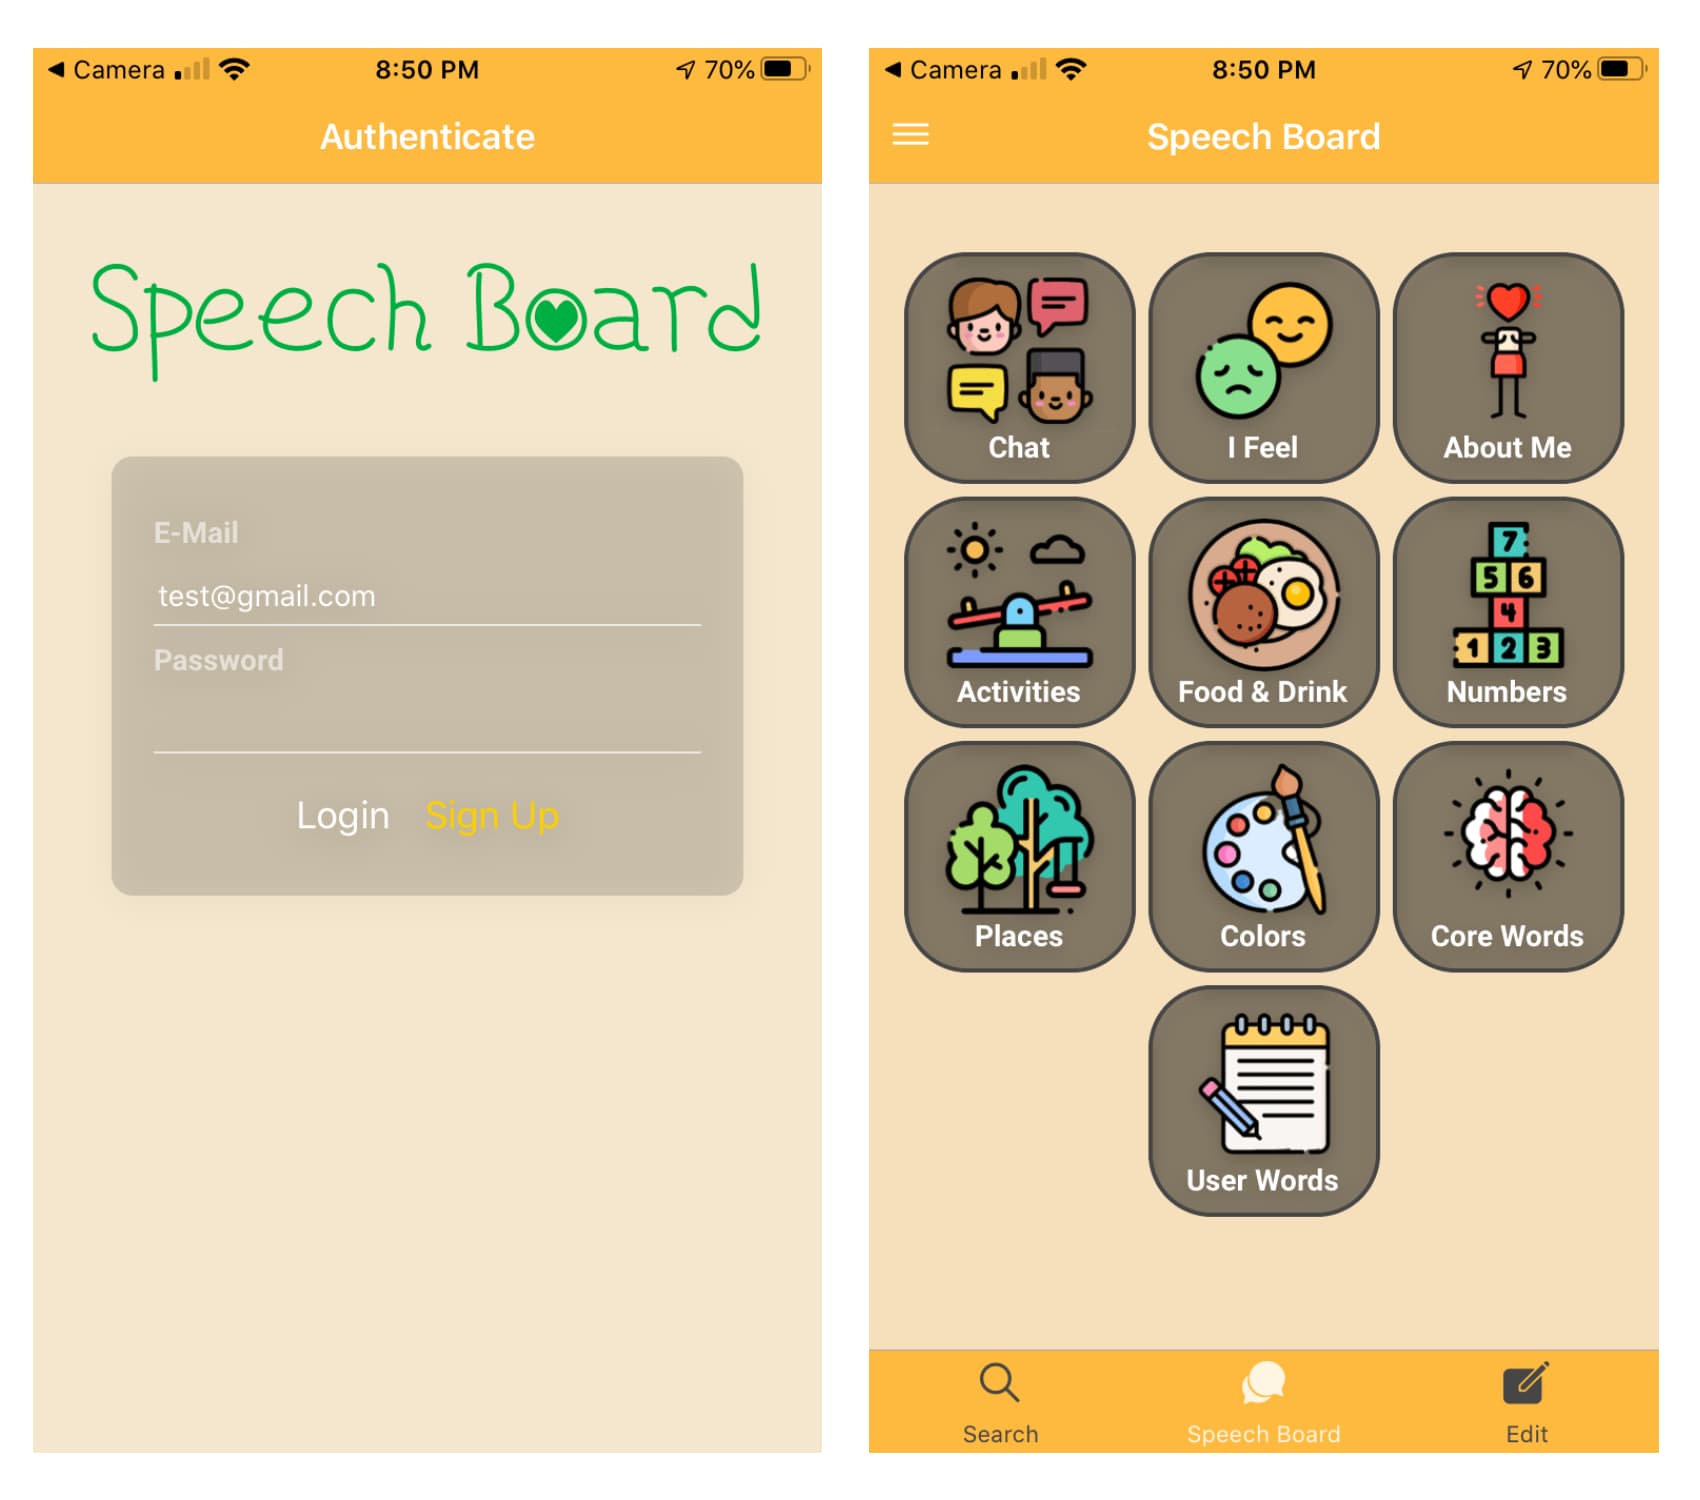 Camera 8:50 PM 70%
Authenticate
Speech Board
E-Mail
test@gmail.com
Password
Login Sign Up
Camera 8:50 PM 70%
Speech Board
Chat I Feel About Me
7
5 6
4
1 2 3
Activities Food & Drink Numbers
Places Colors Core Words
User Words
Search Speech Board Edit